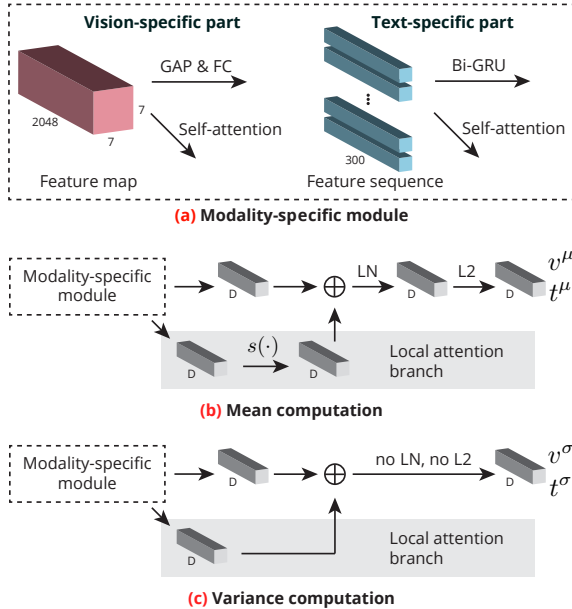 Vision-specific part
Text-specific part
GAP & FC
Bi-GRU
2048
7
7
Self-attention
300
Self-attention
Feature map
Feature sequence
(a) Modality-specific module
Modality-specific
module
D
LN
D
L2
D
v^μ
t^μ
D
s(·)
D
Local attention
branch
(b) Mean computation
Modality-specific
module
D
no LN, no L2
D
v^σ
t^σ
D
Local attention
branch
(c) Variance computation